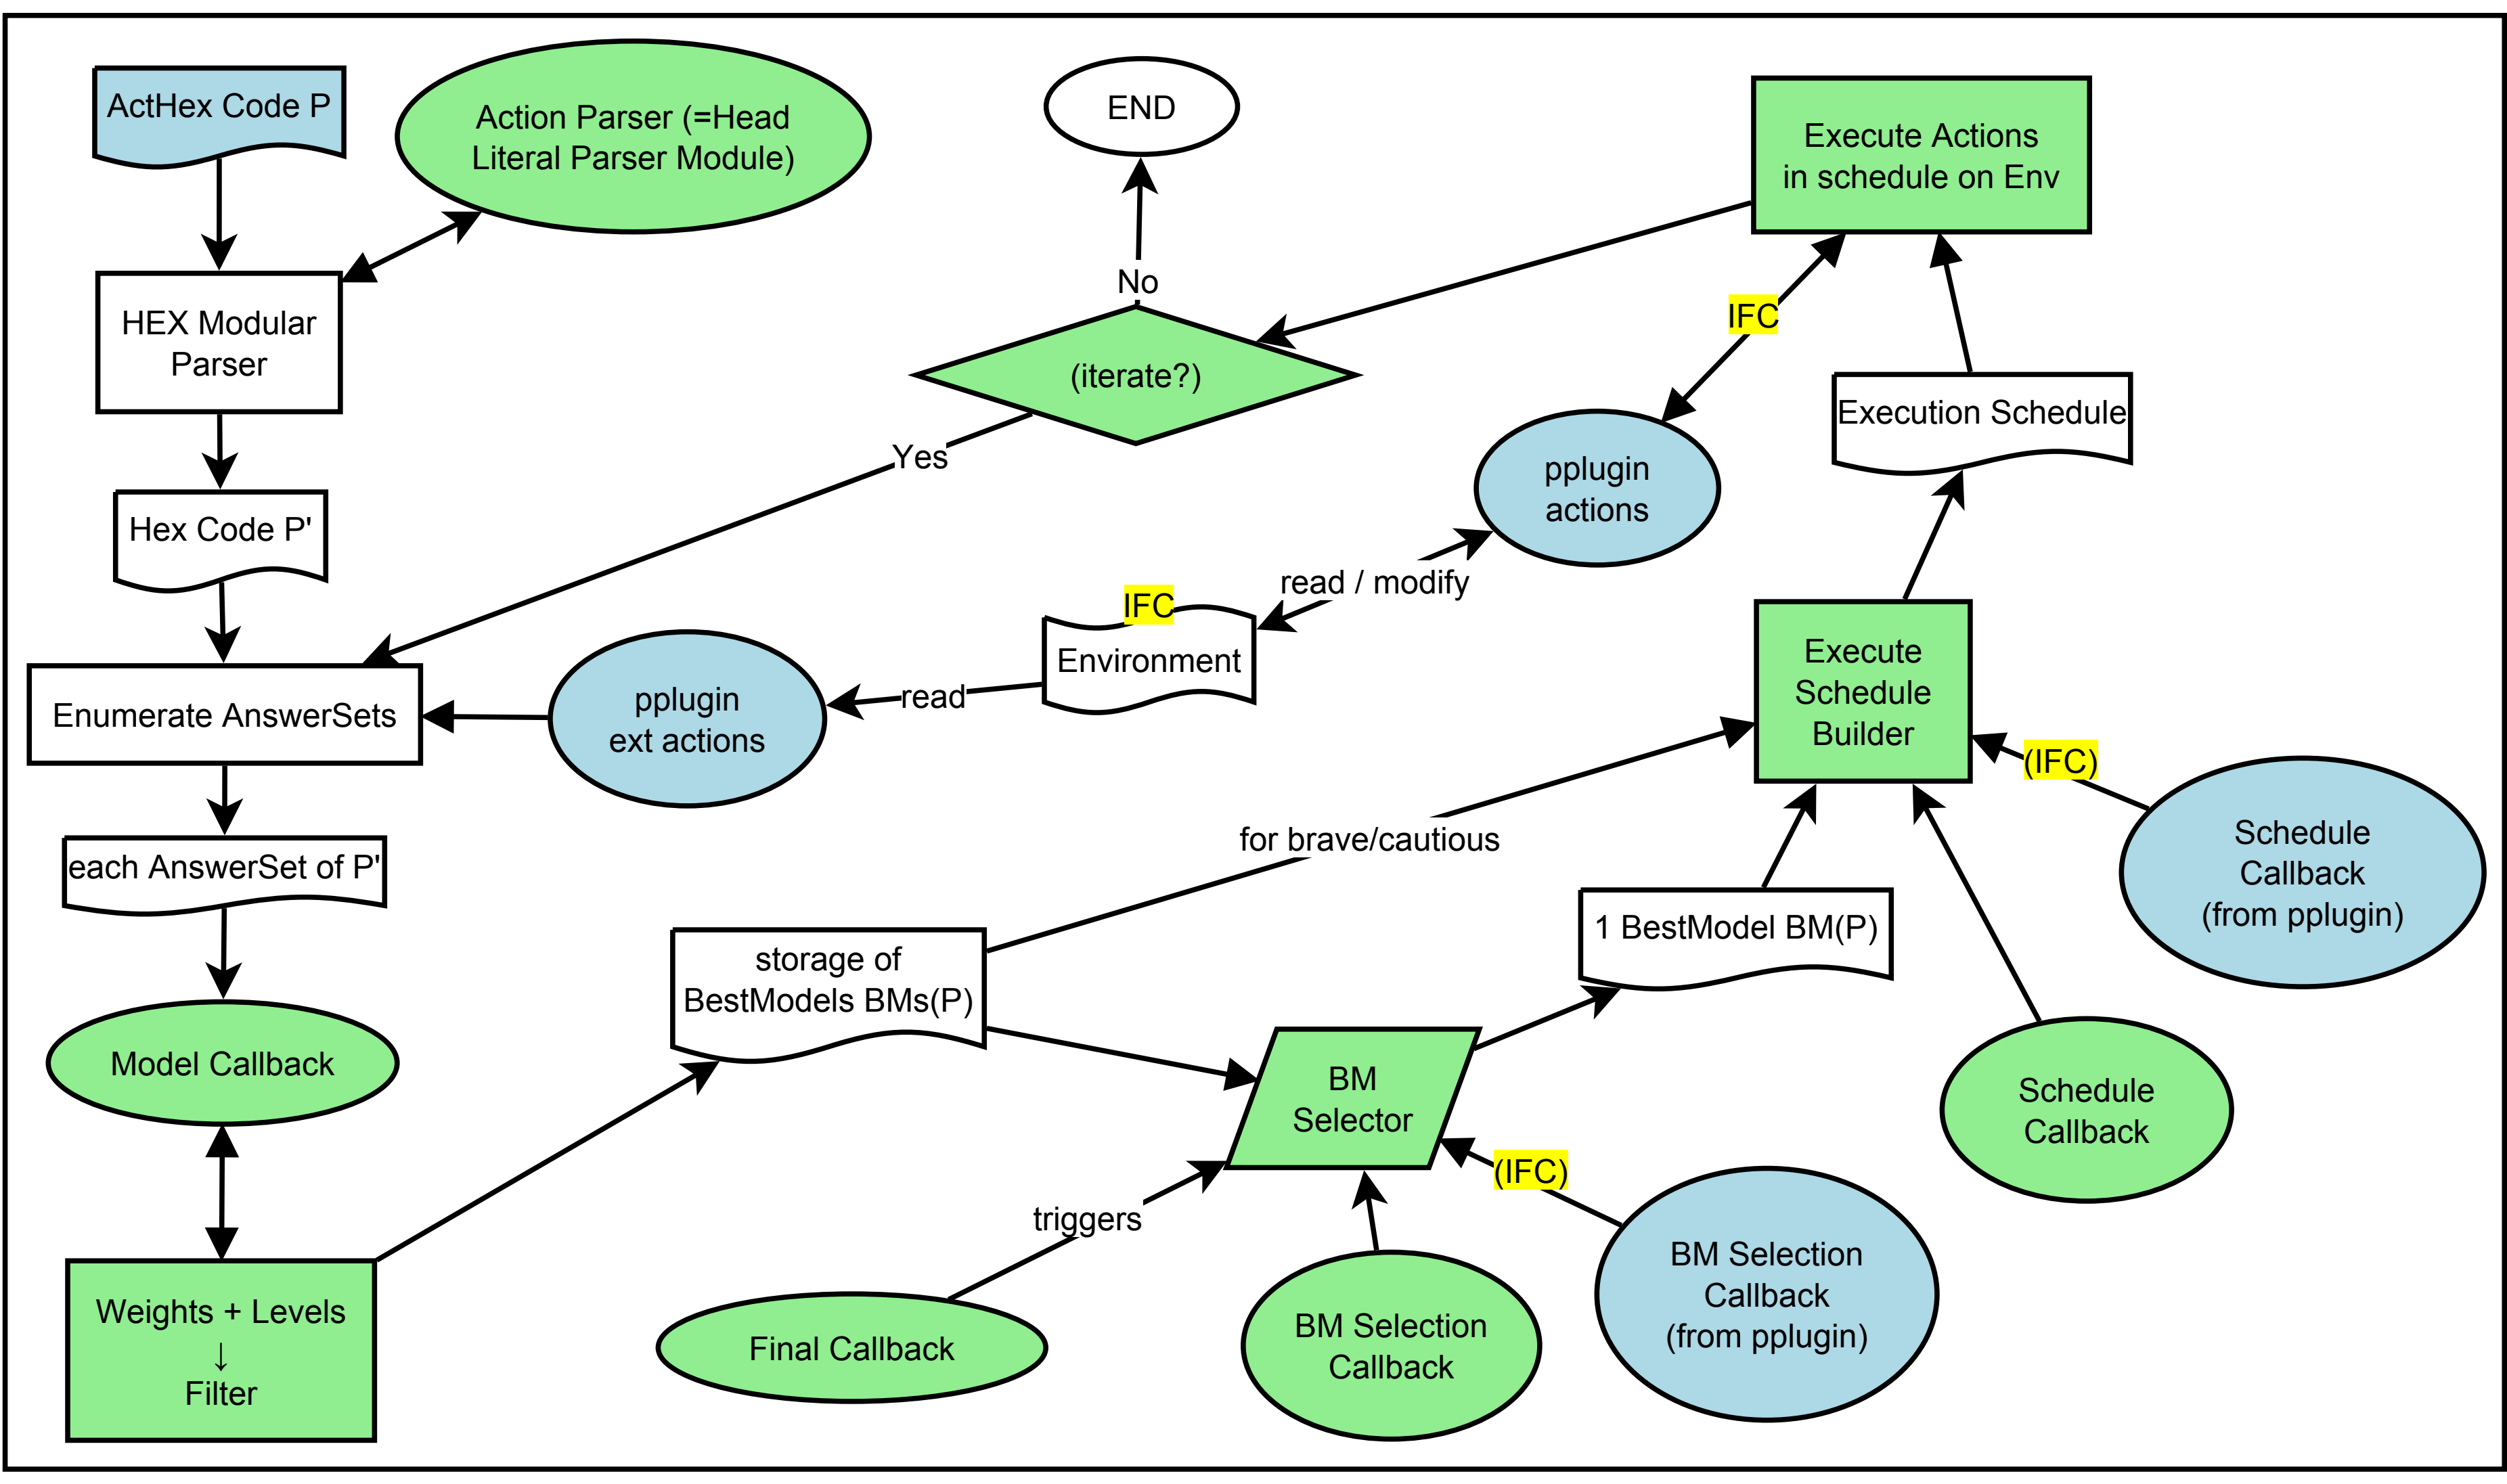 ActHex Code P
Action Parser (=Head
Literal Parser Module)
END
Execute Actions
in schedule on Env
No
HEX Modular
Parser
IFC
(iterate?)
Execution Schedule
Yes
pplugin
actions
Hex Code P'
read / modify
IFC
Environment
Execute
Schedule
Builder
Enumerate AnswerSets
pplugin
ext actions
read
(IFC)
for brave/cautious
Schedule
Callback
(from pplugin)
each AnswerSet of P'
1 BestModel BM(P)
storage of
BestModels BMs(P)
Model Callback
BM
Selector
Schedule
Callback
(IFC)
triggers
Weights + Levels
↓
Filter
Final Callback
BM Selection
Callback
BM Selection
Callback
(from pplugin)